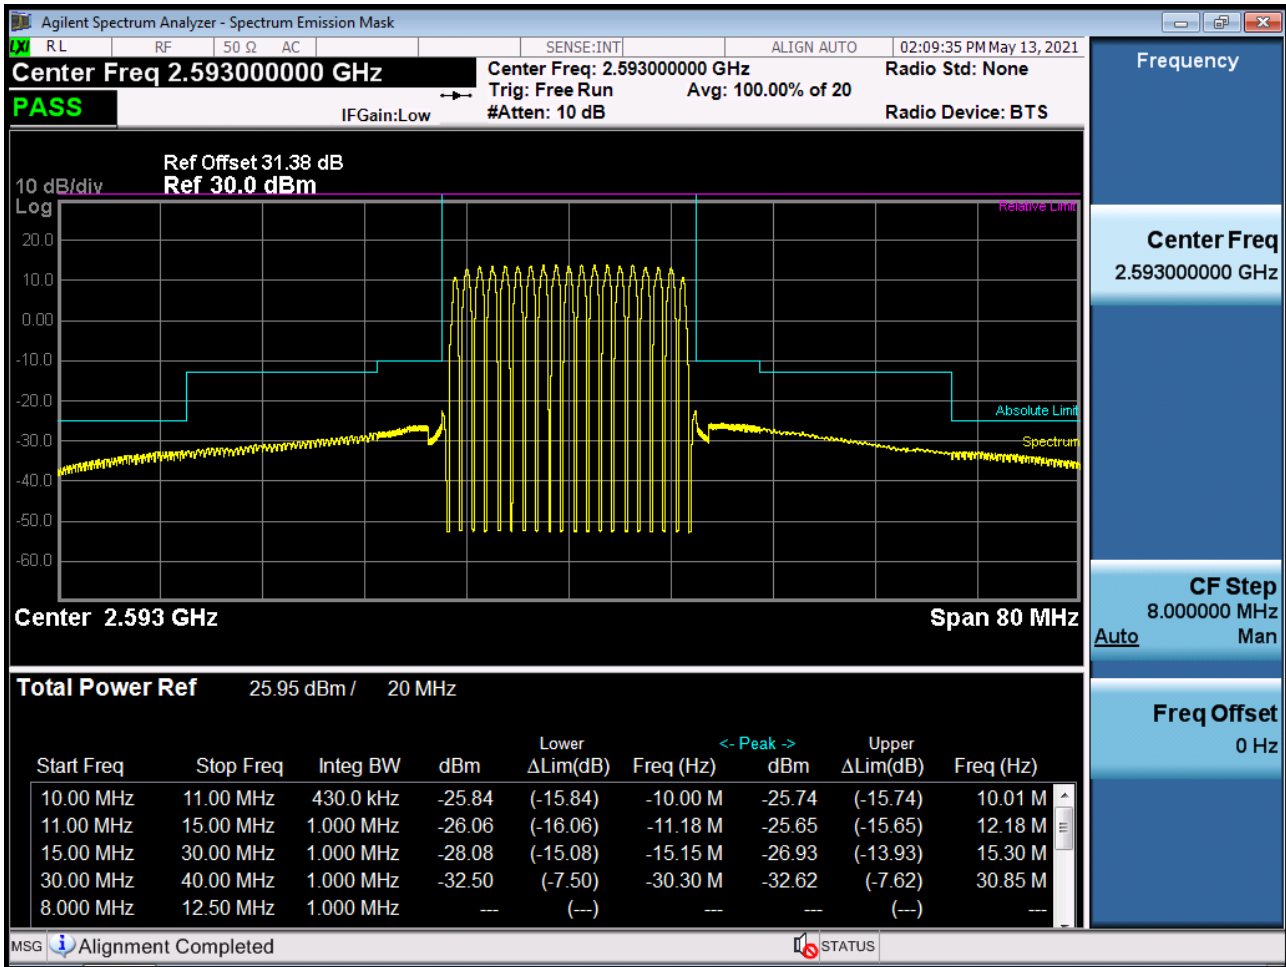 Agilent Spectrum Analyzer - Spectrum Emission Mask
LXI RL RF 50 Ω AC SENSE:INT ALIGN AUTO 02:09:35 PM May 13, 2021
Center Freq 2.593000000 GHz
Center Freq: 2.593000000 GHz
Radio Std: None
Trig: Free Run Avg: 100.00% of 20
PASS
IFGain:Low
#Atten: 10 dB
Radio Device: BTS
Ref Offset 31.38 dB
10 dB/div Ref 30.0 dBm
Log
Relative Limit
20.0
10.0
0.00
-10.0
-20.0
Absolute Limit
-30.0
Spectrum
-40.0
-50.0
-60.0
Center 2.593 GHz Span 80 MHz
Total Power Ref 25.95 dBm / 20 MHz
Lower <- Peak -> Upper
Start Freq Stop Freq Integ BW dBm ΔLim(dB) Freq (Hz) dBm ΔLim(dB) Freq (Hz)
10.00 MHz 11.00 MHz 430.0 kHz -25.84 (-15.84) -10.00 M -25.74 (-15.74) 10.01 M
11.00 MHz 15.00 MHz 1.000 MHz -26.06 (-16.06) -11.18 M -25.65 (-15.65) 12.18 M
15.00 MHz 30.00 MHz 1.000 MHz -28.08 (-15.08) -15.15 M -26.93 (-13.93) 15.30 M
30.00 MHz 40.00 MHz 1.000 MHz -32.50 (-7.50) -30.30 M -32.62 (-7.62) 30.85 M
8.000 MHz 12.50 MHz 1.000 MHz --- (---) --- --- (---) ---
MSG Alignment Completed STATUS
Frequency
Center Freq
2.593000000 GHz
CF Step
8.000000 MHz
Auto Man
Freq Offset
0 Hz